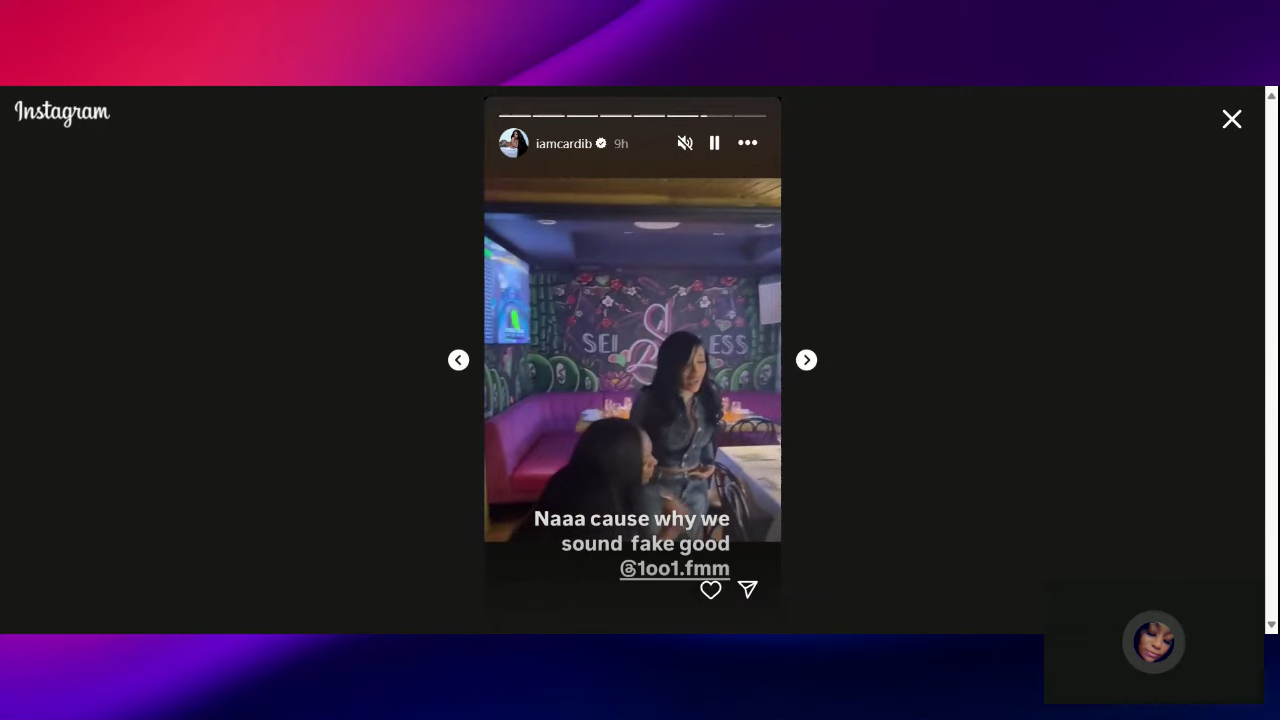 Instagram
iamcardib 9h
SEL ESS
Naaa cause why we
sound fake good
@1oo1.fmm